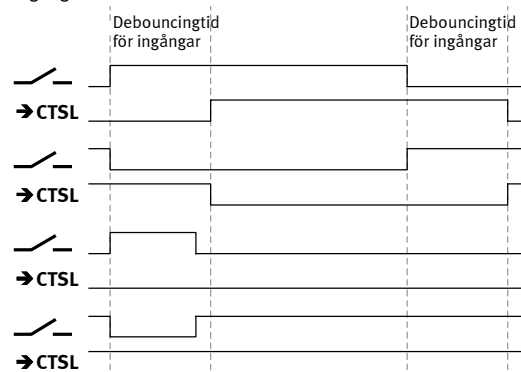 Debouncingtid
för ingångar
Debouncingtid
för ingångar
➔ CTSL
➔ CTSL
➔ CTSL
➔ CTSL